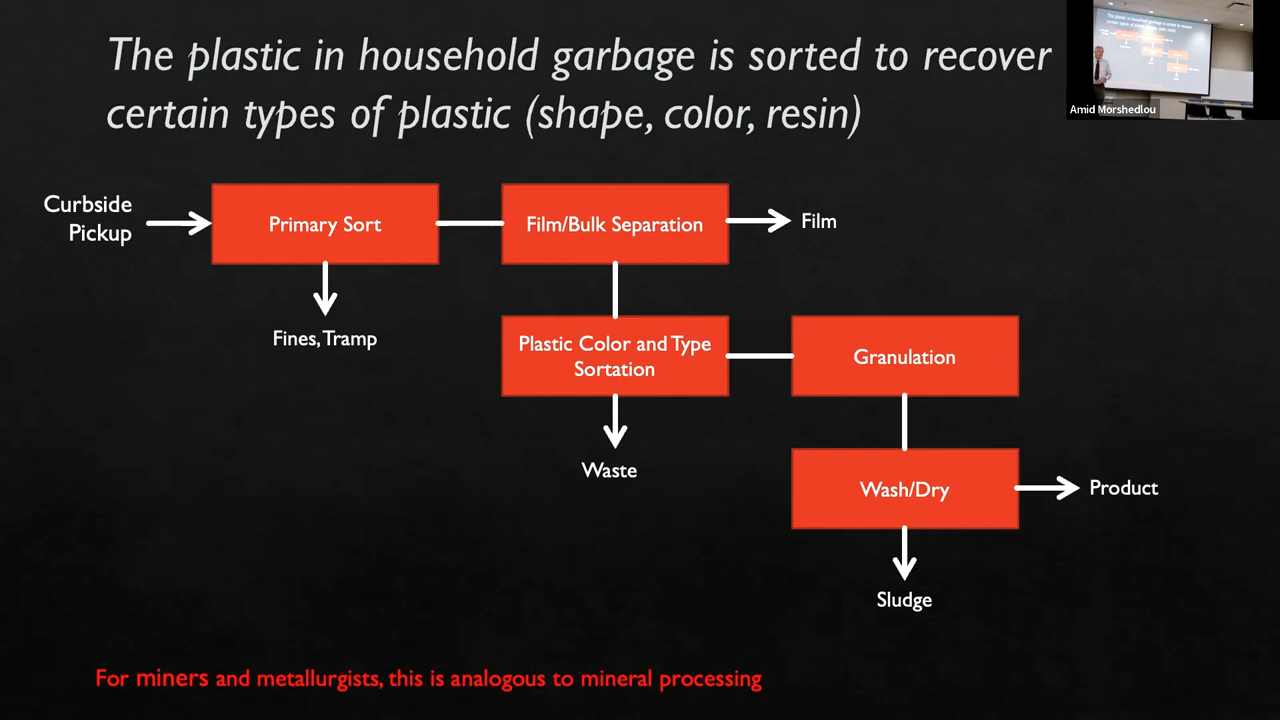 The plastic in household garbage is sorted to recover
certain types of plastic (shape, color, resin)
Amid Morshedlou
Curbside
Pickup
Primary Sort
Film/Bulk Separation
Film
Fines, Tramp
Plastic Color and Type
Sortation
Granulation
Waste
Wash/Dry
Product
Sludge
For miners and metallurgists, this is analogous to mineral processing